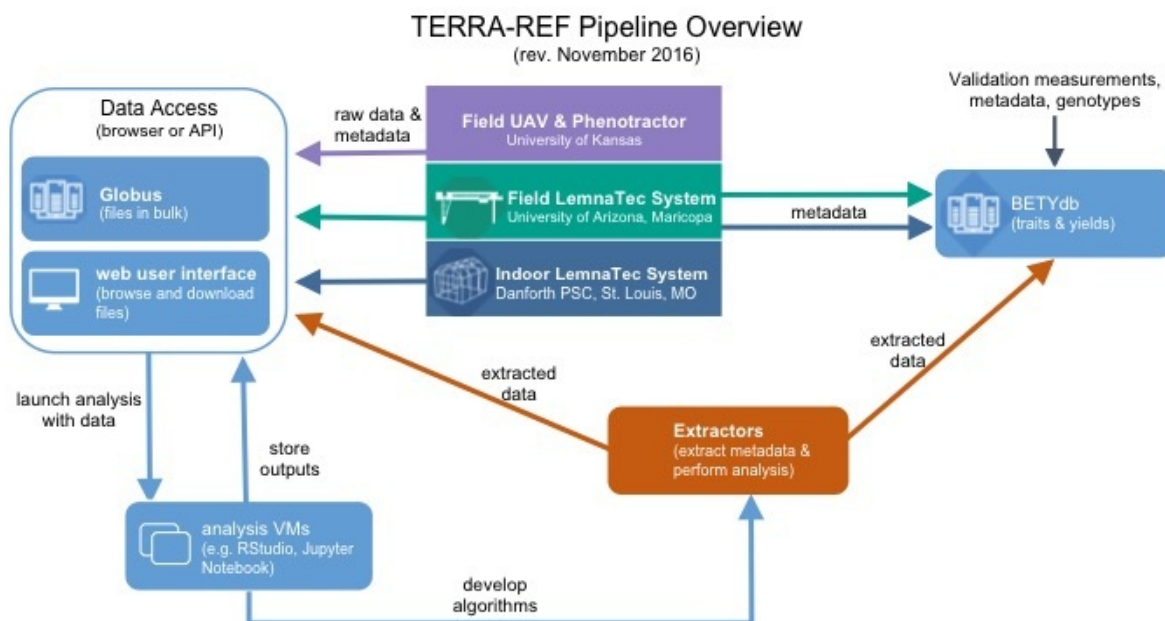 TERRA-REF Pipeline Overview
(rev. November 2016)
Data Access
(browser or API)
Globus
(files in bulk)
web user interface
(browse and download
files)
raw data &
metadata
Field UAV & Phenotractor
University of Kansas
Field LemnaTec System
University of Arizona, Maricopa
Indoor LemnaTec System
Danforth PSC, St. Louis, MO
metadata
Validation measurements,
metadata, genotypes
BETYdb
(traits & yields)
launch analysis
with data
store
outputs
extracted
data
extracted
data
Extractors
(extract metadata &
perform analysis)
analysis VMs
(e.g. RStudio, Jupyter
Notebook)
develop
algorithms